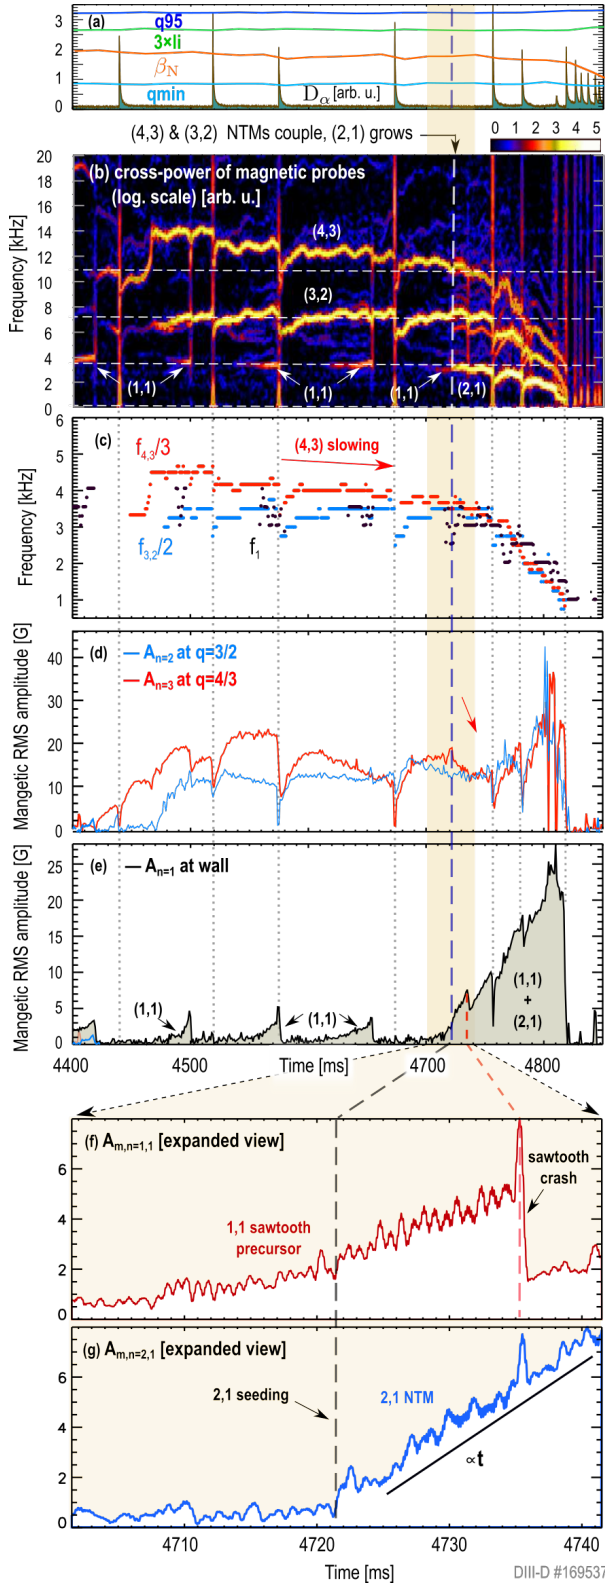 (a)
q95
3×li
βN
qmin
Dα [arb. u.]
3
2
1
0
(4,3) & (3,2) NTMs couple, (2,1) grows
0 1 2 3 4 5
(b) cross-power of magnetic probes
(log. scale) [arb. u.]
Frequency [kHz]
20
18
16
14
12
10
8
6
4
2
0
(4,3)
(3,2)
(1,1)
(1,1)
(1,1)
(2,1)
(c)
f4,3/3
(4,3) slowing
f3,2/2
f1
Frequency [kHz]
6
5
4
3
2
1
(d)
An=2 at q=3/2
An=3 at q=4/3
Mangetic RMS amplitude [G]
40
30
20
10
0
(e)
An=1 at wall
Mangetic RMS amplitude [G]
25
20
15
10
5
0
(1,1)
(1,1)
(1,1)
+
(2,1)
4400 4500 Time [ms] 4700 4800
(f) Am,n=1,1 [expanded view]
sawtooth
crash
1,1 sawtooth
precursor
6
4
2
0
(g) Am,n=2,1 [expanded view]
2,1 seeding
2,1 NTM
∝t
6
4
2
0
4710 4720 4730 4740
Time [ms]
DIII-D #169537